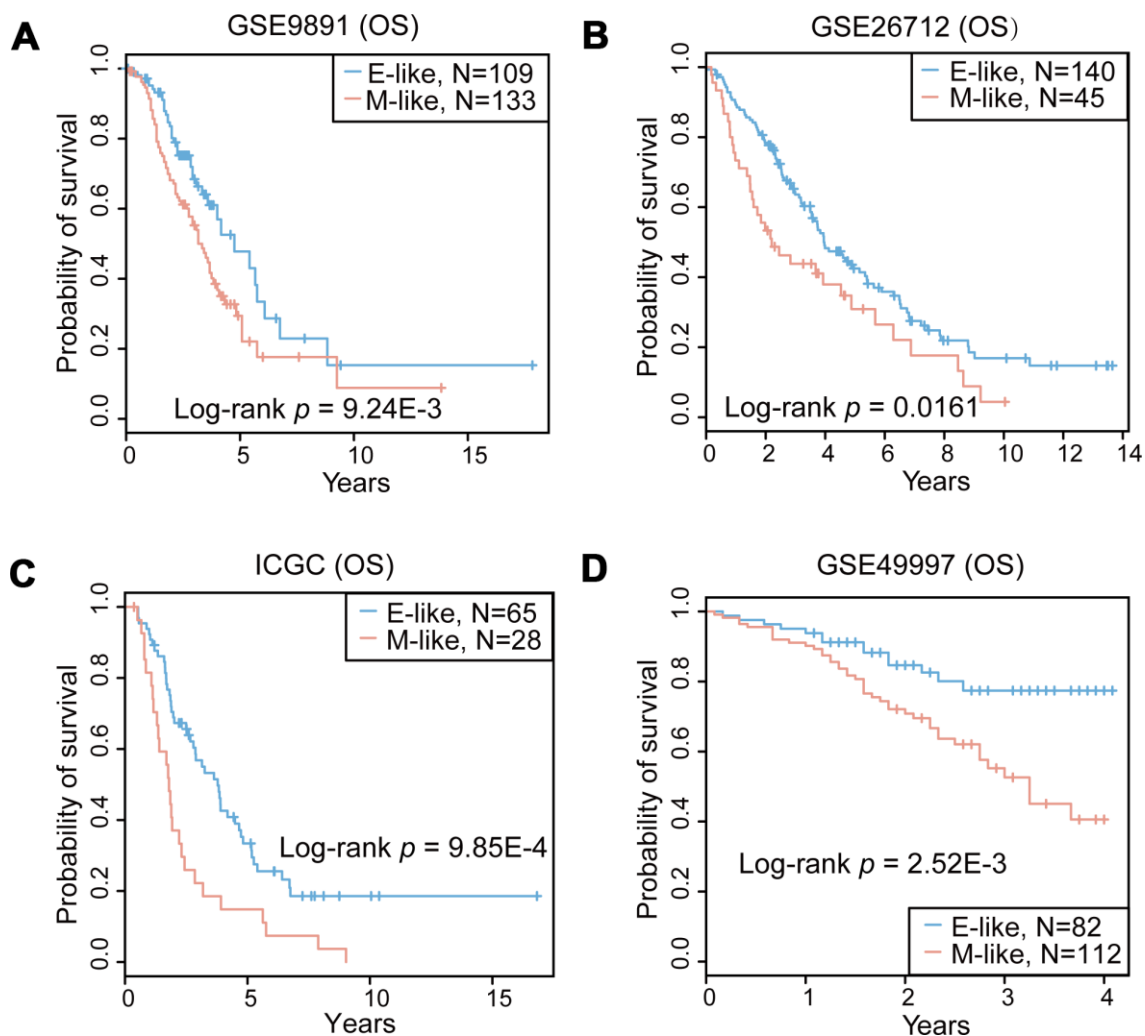 A
GSE9891 (OS)
Probability of survival
1.0
0.8
0.6
0.4
0.2
0.0
E-like, N=109
M-like, N=133
Log-rank p = 9.24E-3
0 5 10 15
Years
B
GSE26712 (OS)
Probability of survival
1.0
0.8
0.6
0.4
0.2
0.0
E-like, N=140
M-like, N=45
Log-rank p = 0.0161
0 2 4 6 8 10 12 14
Years
C
ICGC (OS)
Probability of survival
1.0
0.8
0.6
0.4
0.2
0.0
E-like, N=65
M-like, N=28
Log-rank p = 9.85E-4
0 5 10 15
Years
D
GSE49997 (OS)
Probability of survival
1.0
0.8
0.6
0.4
0.2
0.0
Log-rank p = 2.52E-3
E-like, N=82
M-like, N=112
0 1 2 3 4
Years